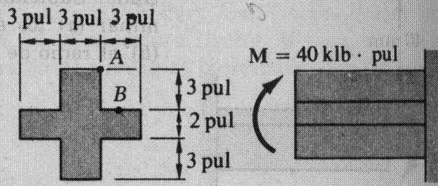 3 pul 3 pul 3 pul
A
B
3 pul
2 pul
3 pul
M = 40 klb · pul